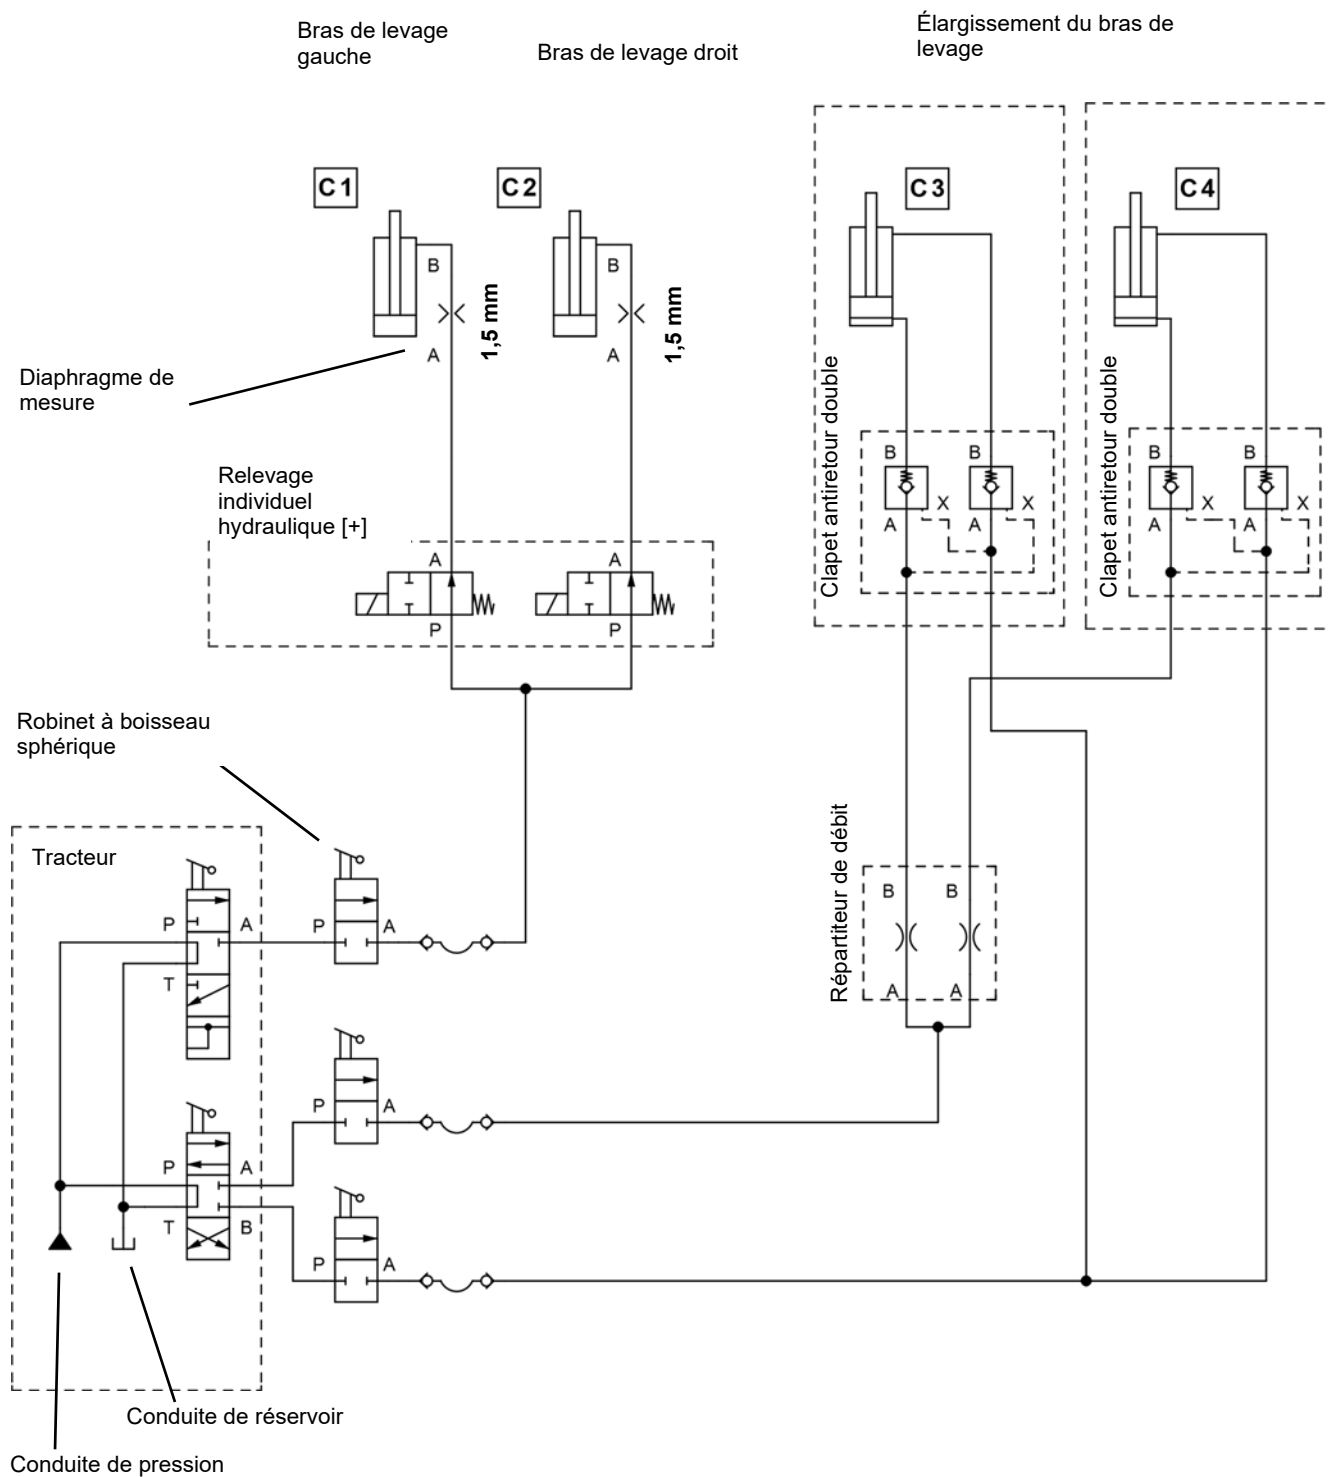 Bras de levage
gauche
Bras de levage droit
Élargissement du bras de
levage
C1
C2
C3
C4
B
B
1,5 mm
1,5 mm
A
A
Diaphragme de
mesure
Clapet antiretour double
Clapet antiretour double
B
B
B
B
X
X
X
X
A
A
A
A
Relevage
individuel
hydraulique [+]
A
A
P
P
Robinet à boisseau
sphérique
Tracteur
P
A
T
P
A
Répartiteur de débit
B
B
A
A
P
A
T
B
P
A
P
A
Conduite de réservoir
Conduite de pression